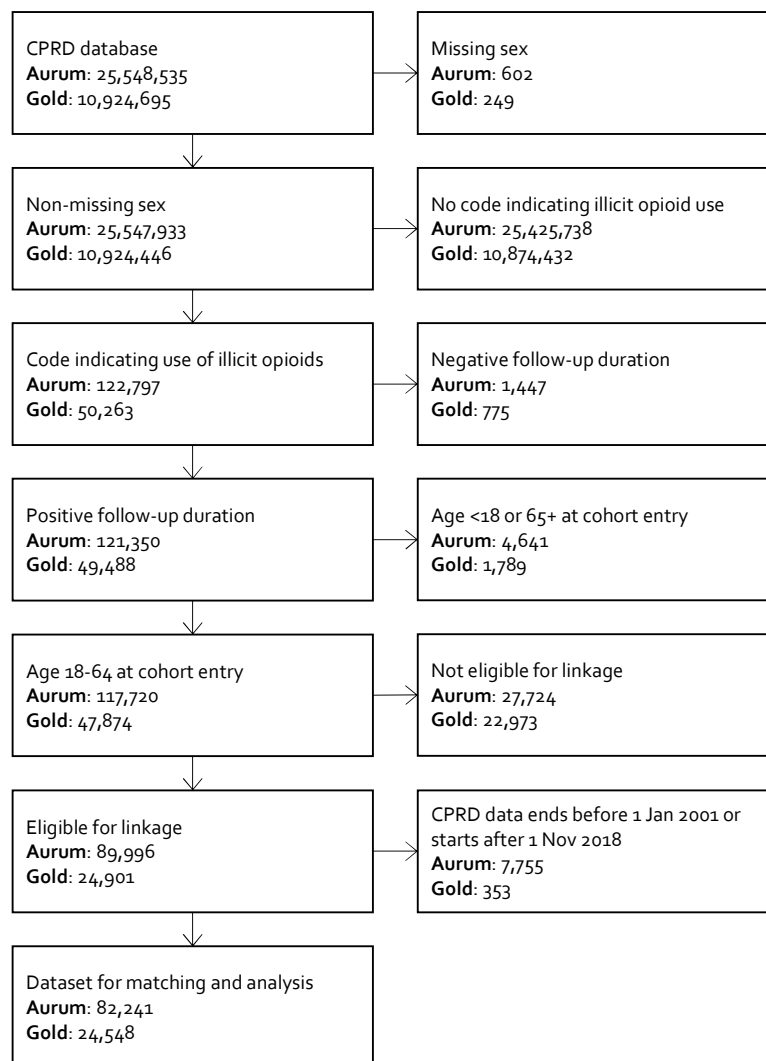 CPRD database
Aurum: 25,548,535
Gold: 10,924,695
Missing sex
Aurum: 602
Gold: 249
Non-missing sex
Aurum: 25,547,933
Gold: 10,924,446
No code indicating illicit opioid use
Aurum: 25,425,738
Gold: 10,874,432
Code indicating use of illicit opioids
Aurum: 122,797
Gold: 50,263
Negative follow-up duration
Aurum: 1,447
Gold: 775
Positive follow-up duration
Aurum: 121,350
Gold: 49,488
Age <18 or 65+ at cohort entry
Aurum: 4,641
Gold: 1,789
Age 18-64 at cohort entry
Aurum: 117,720
Gold: 47,874
Not eligible for linkage
Aurum: 27,724
Gold: 22,973
Eligible for linkage
Aurum: 89,996
Gold: 24,901
CPRD data ends before 1 Jan 2001 or
starts after 1 Nov 2018
Aurum: 7,755
Gold: 353
Dataset for matching and analysis
Aurum: 82,241
Gold: 24,548